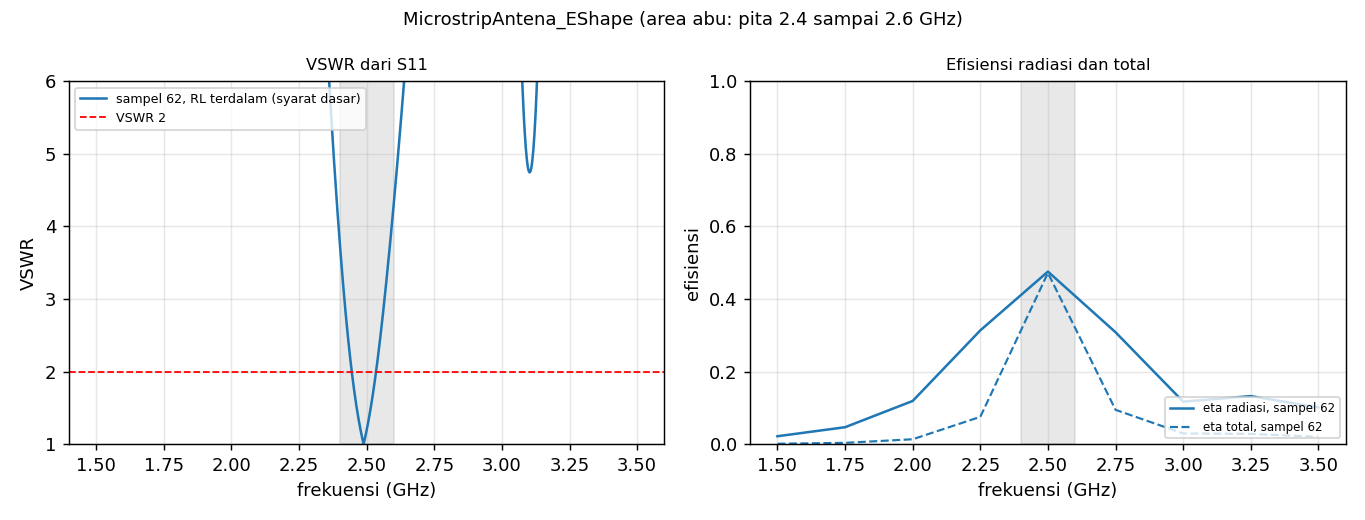 MicrostripAntena_EShape (area abu: pita 2.4 sampai 2.6 GHz)
VSWR dari S11
sampel 62, RL terdalam (syarat dasar)
VSWR 2
VSWR
6
5
4
3
2
1
1.50 1.75 2.00 2.25 2.50 2.75 3.00 3.25 3.50
frekuensi (GHz)
Efisiensi radiasi dan total
efisiensi
1.0
0.8
0.6
0.4
0.2
0.0
eta radiasi, sampel 62
eta total, sampel 62
1.50 1.75 2.00 2.25 2.50 2.75 3.00 3.25 3.50
frekuensi (GHz)